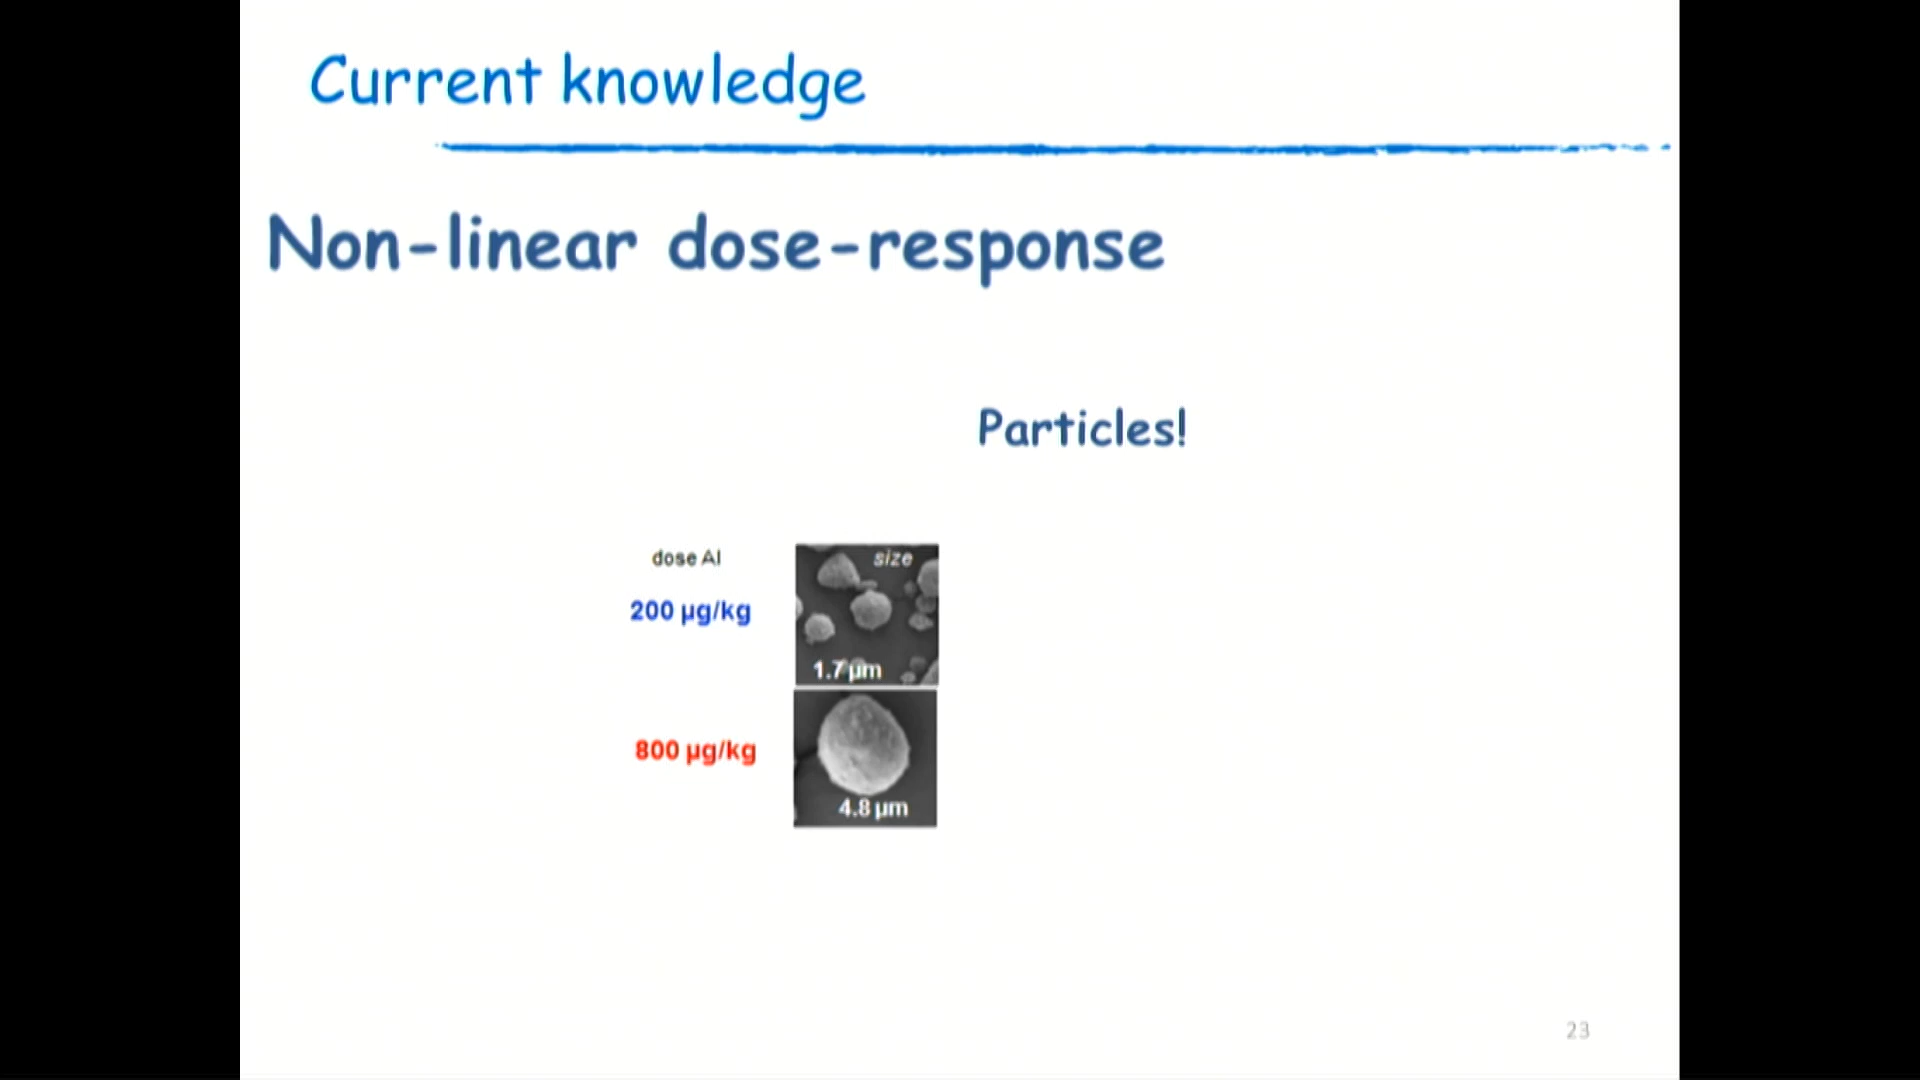 Current knowledge
Non-linear dose-response
Particles!
dose Al
size
200 µg/kg
1.7 µm
800 µg/kg
4.8 µm
23